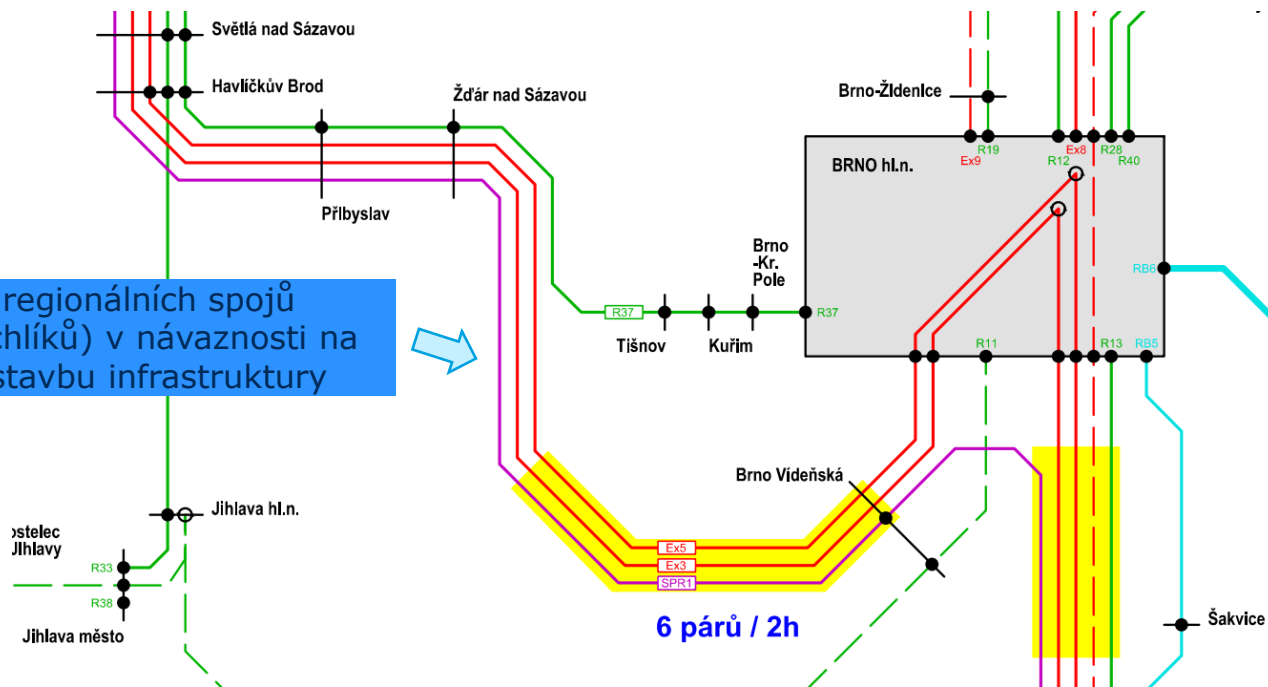 Světlá nad Sázavou
Havlíčkův Brod
Žďár nad Sázavou
Přibyslav
Brno-Židenice
Ex9
R19
R12
Ex8
R28
R40
BRNO hl.n.
Brno
-Kr.
Pole
RB6
R37
R37
Tišnov
Kuřim
R11
R13
RB5
regionálních spojů
chlíků) v návaznosti na
stavbu infrastruktury
Brno Vídeňská
Jihlava hl.n.
ostelec
Jihlavy
R33
R38
Jihlava město
Ex5
Ex3
SPR1
6 párů / 2h
Šakvice